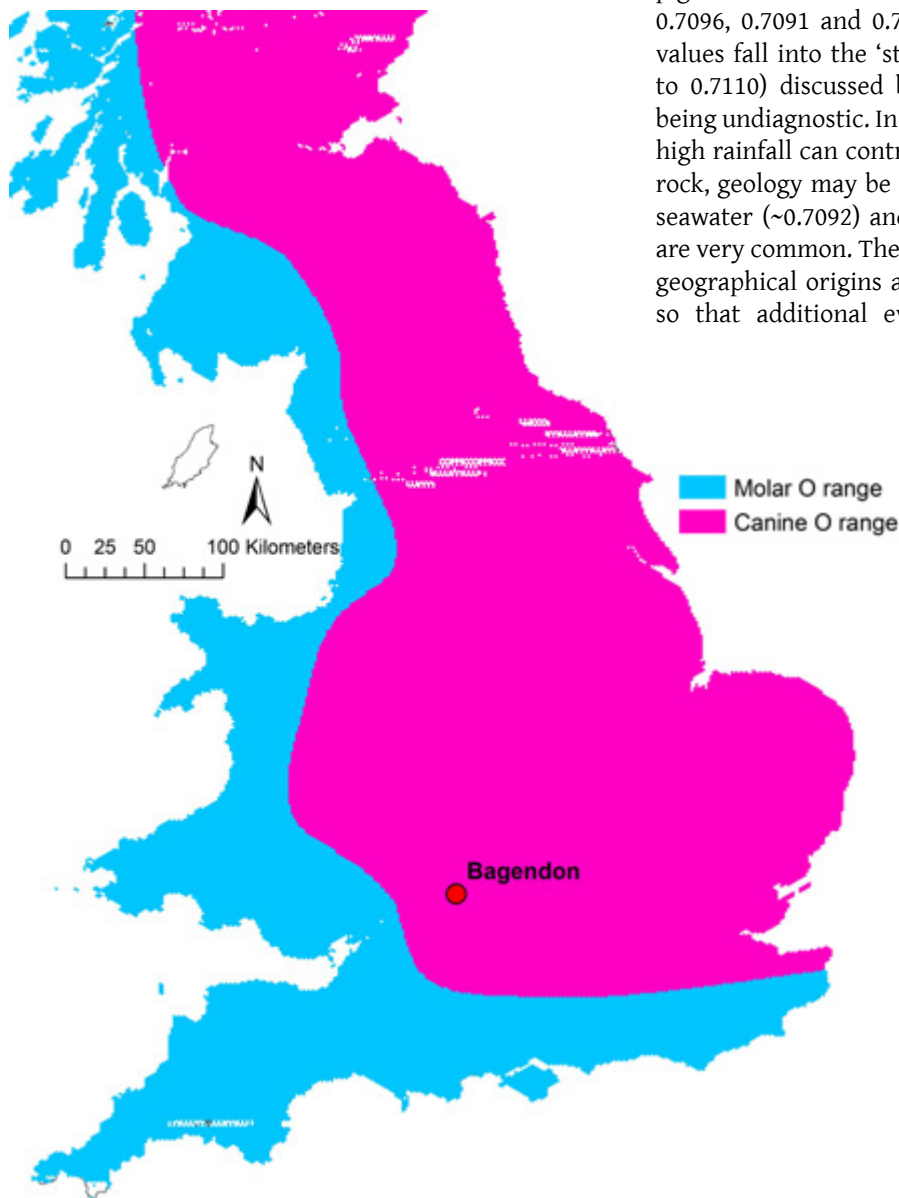 0.7096, 0.7091 and 0.7
values fall into the ‘st
to 0.7110) discussed b
being undiagnostic. In
high rainfall can contr
rock, geology may be
seawater (~0.7092) and
are very common. The
geographical origins a
so that additional ev
Molar O range
Canine O range
N
0 25 50 100 Kilometers
Bagendon